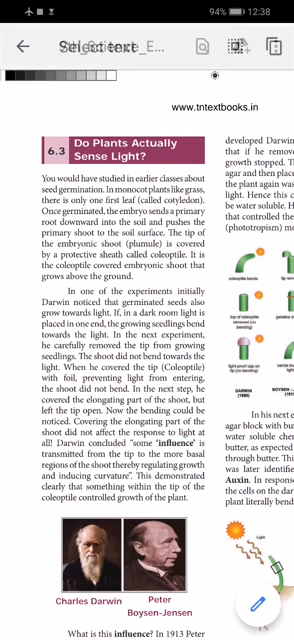 94% 12:38
Select text
www.tntextbooks.in
6.3 Do Plants Actually
Sense Light?
You would have studied in earlier classes about
seed germination. In monocot plants like grass,
there is only one first leaf (called cotyledon).
Once germinated, the embryo sends a primary
root downward into the soil and pushes the
primary shoot to the soil surface. The tip of
the embryonic shoot (plumule) is covered
by a protective sheath called coleoptile. It is
the coleoptile covered embryonic shoot that
grows above the ground.
In one of the experiments initially
Darwin noticed that germinated seeds also
grow towards light. If, in a dark room light is
placed in one end, the growing seedlings bend
towards the light. In the next experiment,
he carefully removed the tip from growing
seedlings. The shoot did not bend towards the
light. When he covered the tip (Coleoptile)
with foil, preventing light from entering,
the shoot did not bend. In the next step, he
covered the elongating part of the shoot, but
left the tip open. Now the bending could be
noticed. Covering the elongating part of the
shoot did not affect the response to light at
all! Darwin concluded "some 'influence' is
transmitted from the tip to the more basal
regions of the shoot thereby regulating growth
and inducing curvature". This demonstrated
clearly that something within the tip of the
coleoptile controlled growth of the plant.
Charles Darwin
Peter
Boysen-Jensen
What is this influence? In 1913 Peter
developed Darwin
that if he remov
growth stopped. T
agar and then place
the plant again was
light. Hence this c
be water soluble. H
that controlled the
(phototropism) mo
coleoptile bends
tip rem
top of coleoptile
removed (no
bending)
gelatine
light proof cap on
tip (no bending)
bends
DARWIN
(1880)
BOYSEN -
(191
In his next e
agar block with but
water soluble cher
butter, as expected
through butter. Thi
was later identifie
Auxin. In respons
the cells on the dar
plant literally bend
Light